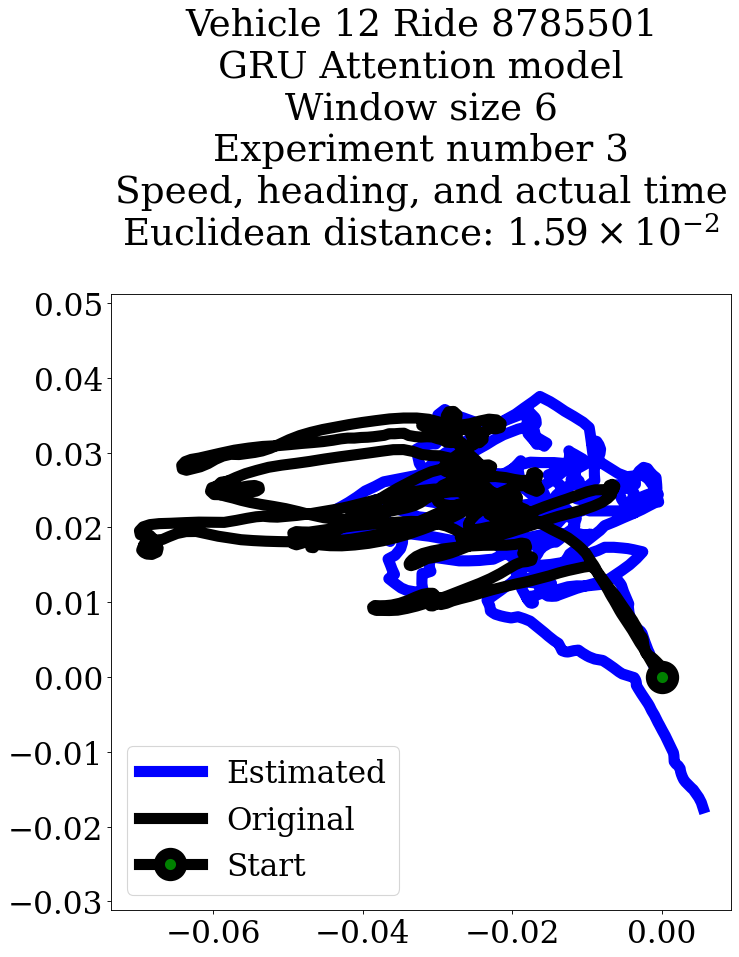 Vehicle 12 Ride 8785501
GRU Attention model
Window size 6
Experiment number 3
Speed, heading, and actual time
Euclidean distance: 1.59 × 10⁻²
0.05
0.04
0.03
0.02
0.01
0.00
−0.01
−0.02
−0.03
Estimated
Original
Start
−0.06 −0.04 −0.02 0.00